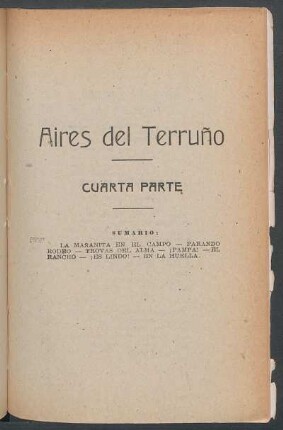 Aires del Terruño
CUARTA PARTE
SUMARIO:
LA MAÑANITA EN EL CAMPO — PARANDO
RODEO — TROVAS DEL ALMA — ¡PAMPA! — EL
RANCHO — ¡ES LINDO! — EN LA HUELLA.